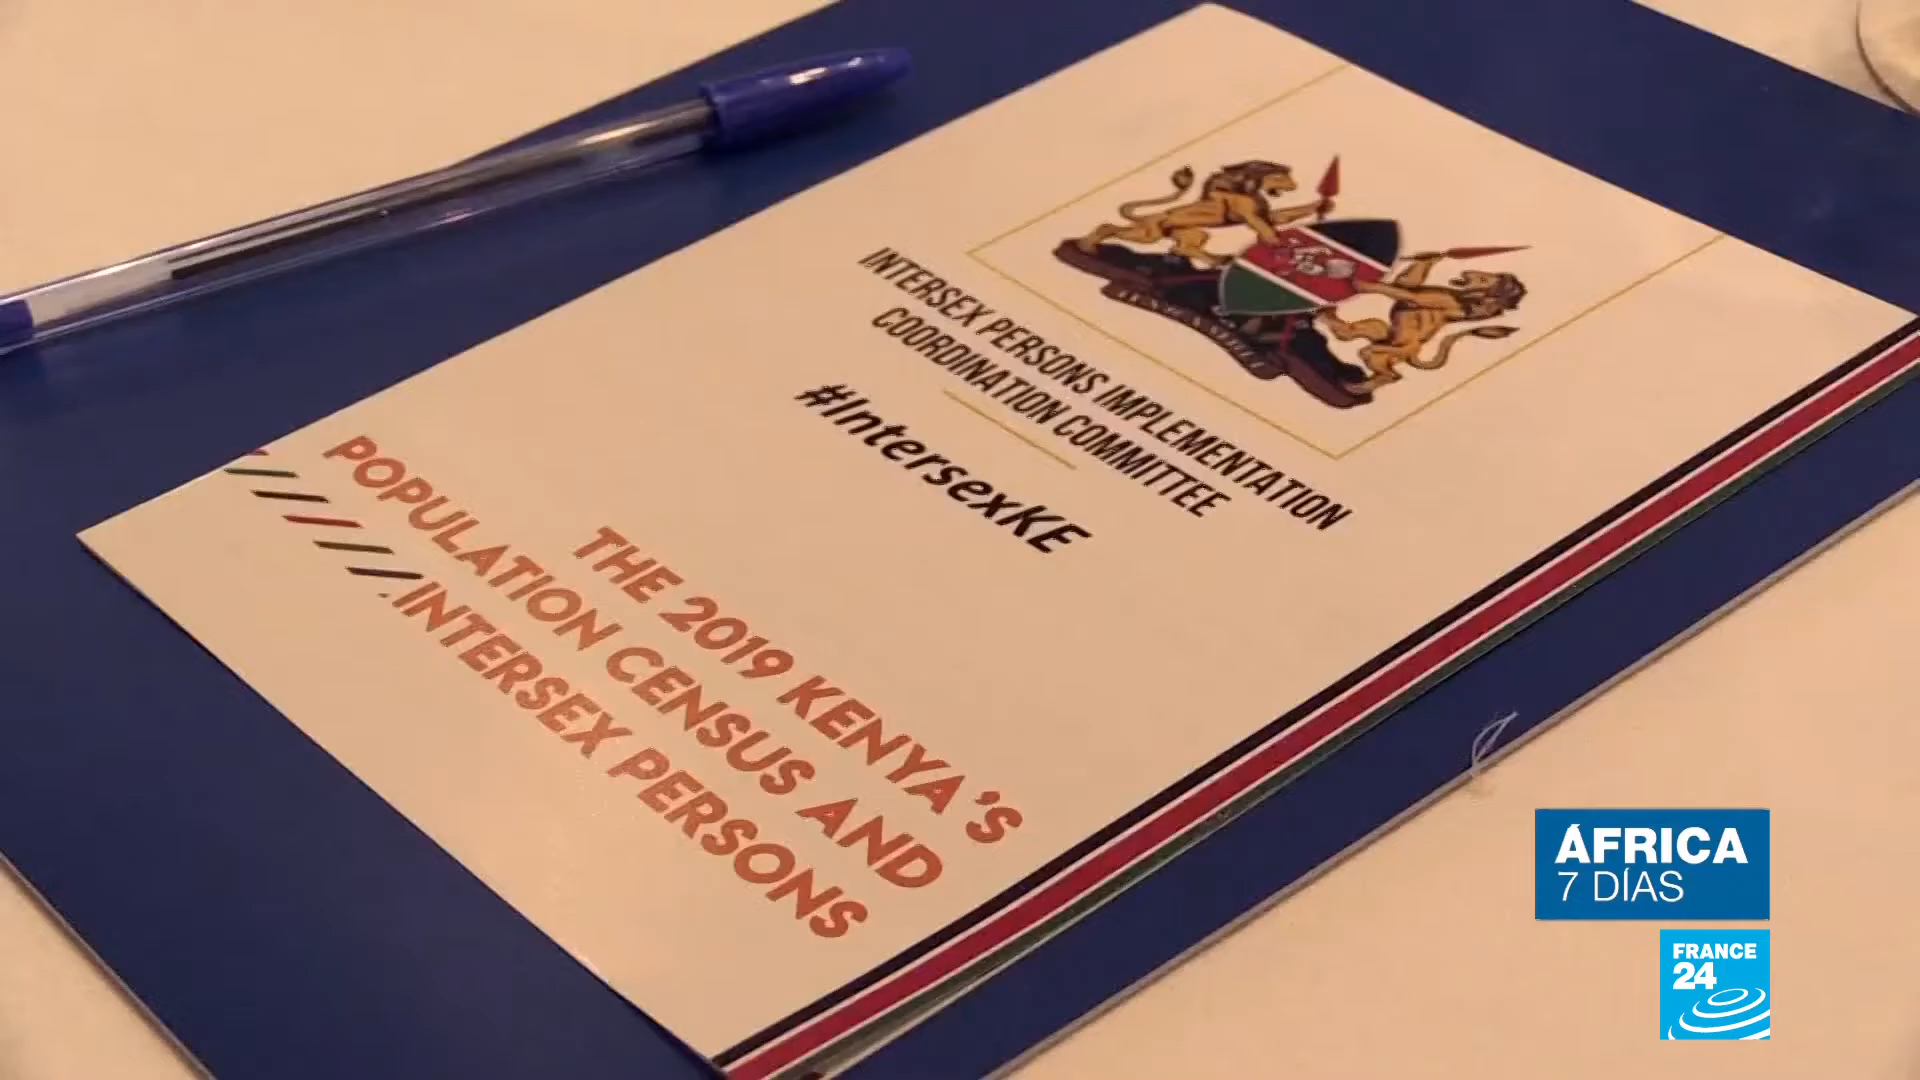 INTERSEX PERSONS IMPLEMENTATION
COORDINATION COMMITTEE
#IntersexKE
THE 2019 KENYA'S
POPULATION CENSUS AND
INTERSEX PERSONS
ÁFRICA
7 DÍAS
FRANCE
24